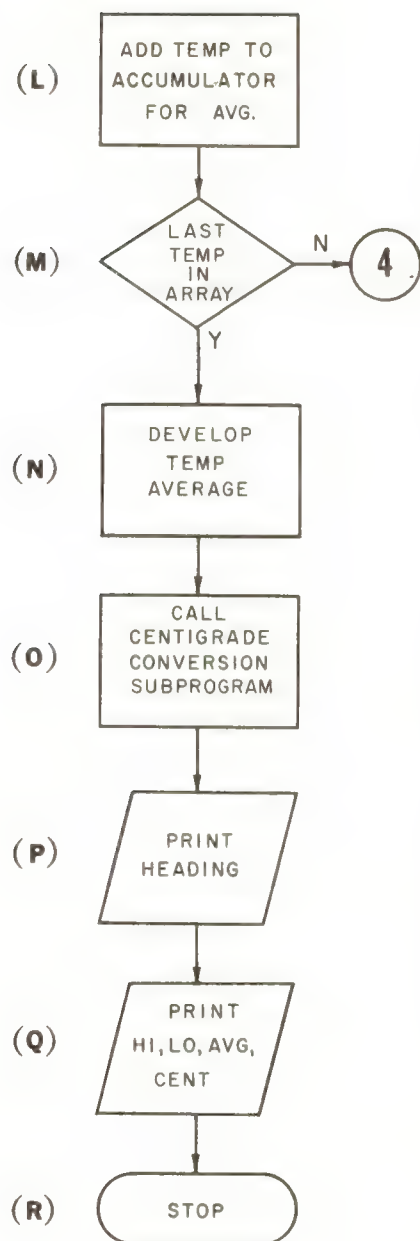 (L)
ADD TEMP TO
ACCUMULATOR
FOR AVG.
(M)
LAST
TEMP
IN
ARRAY
N
4
Y
(N)
DEVELOP
TEMP
AVERAGE
(O)
CALL
CENTIGRADE
CONVERSION
SUBPROGRAM
(P)
PRINT
HEADING
(Q)
PRINT
HI, LO, AVG,
CENT
(R)
STOP